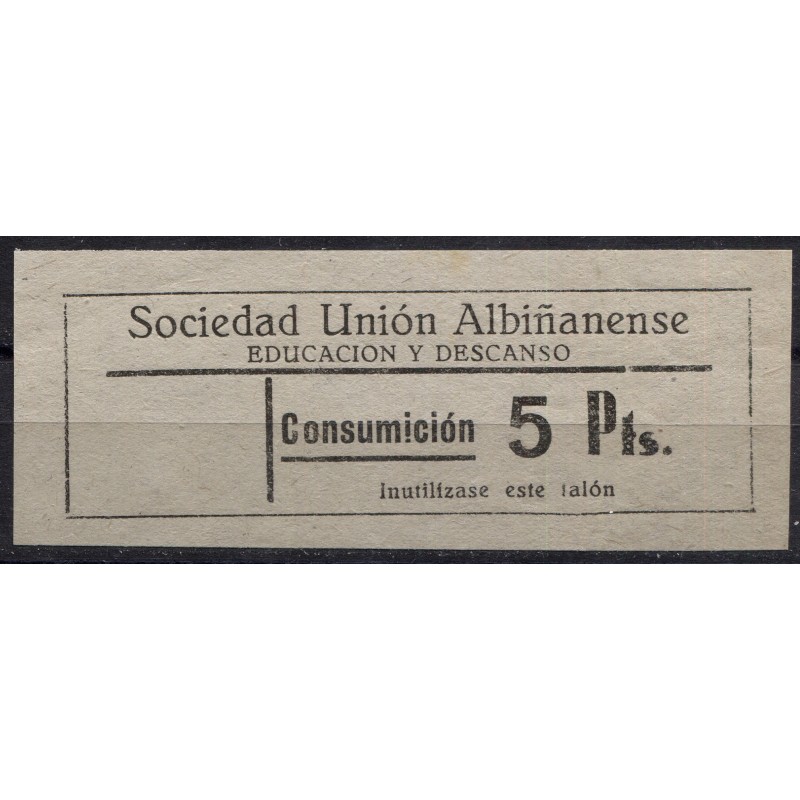 Sociedad Unión Albiñanense
EDUCACION Y DESCANSO
Consumición 5 Pts.
Inutilízase este talón